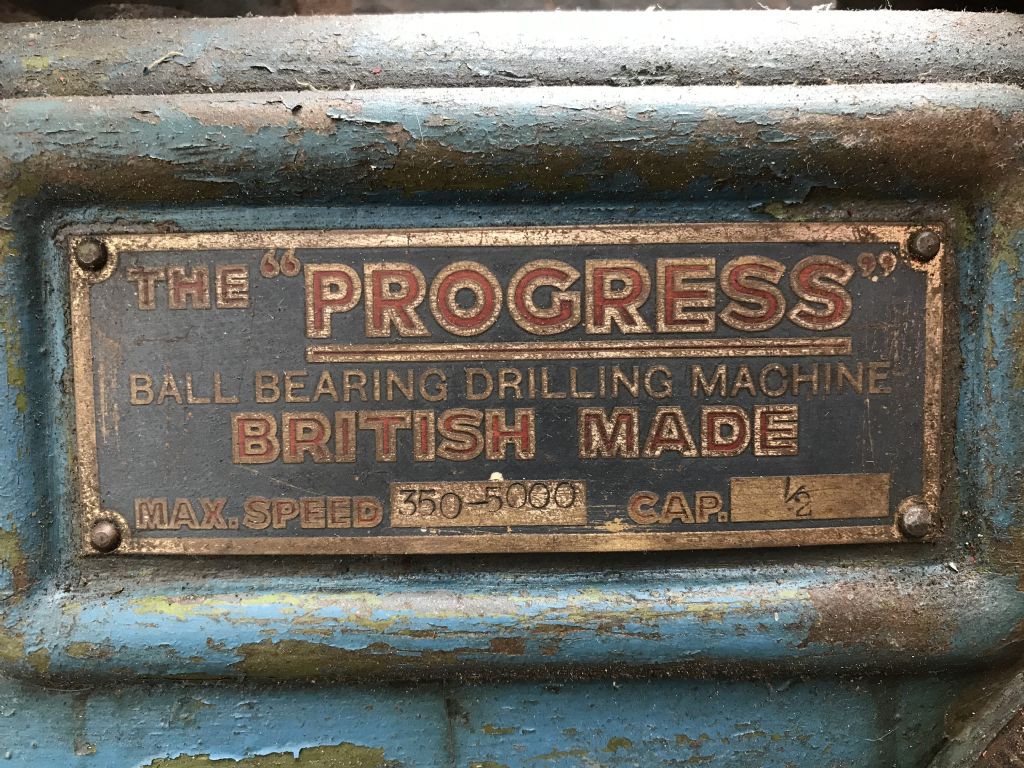 THE “PROGRESS”
BALL BEARING DRILLING MACHINE
BRITISH MADE
MAX. SPEED 350-5000 CAP. 1/2